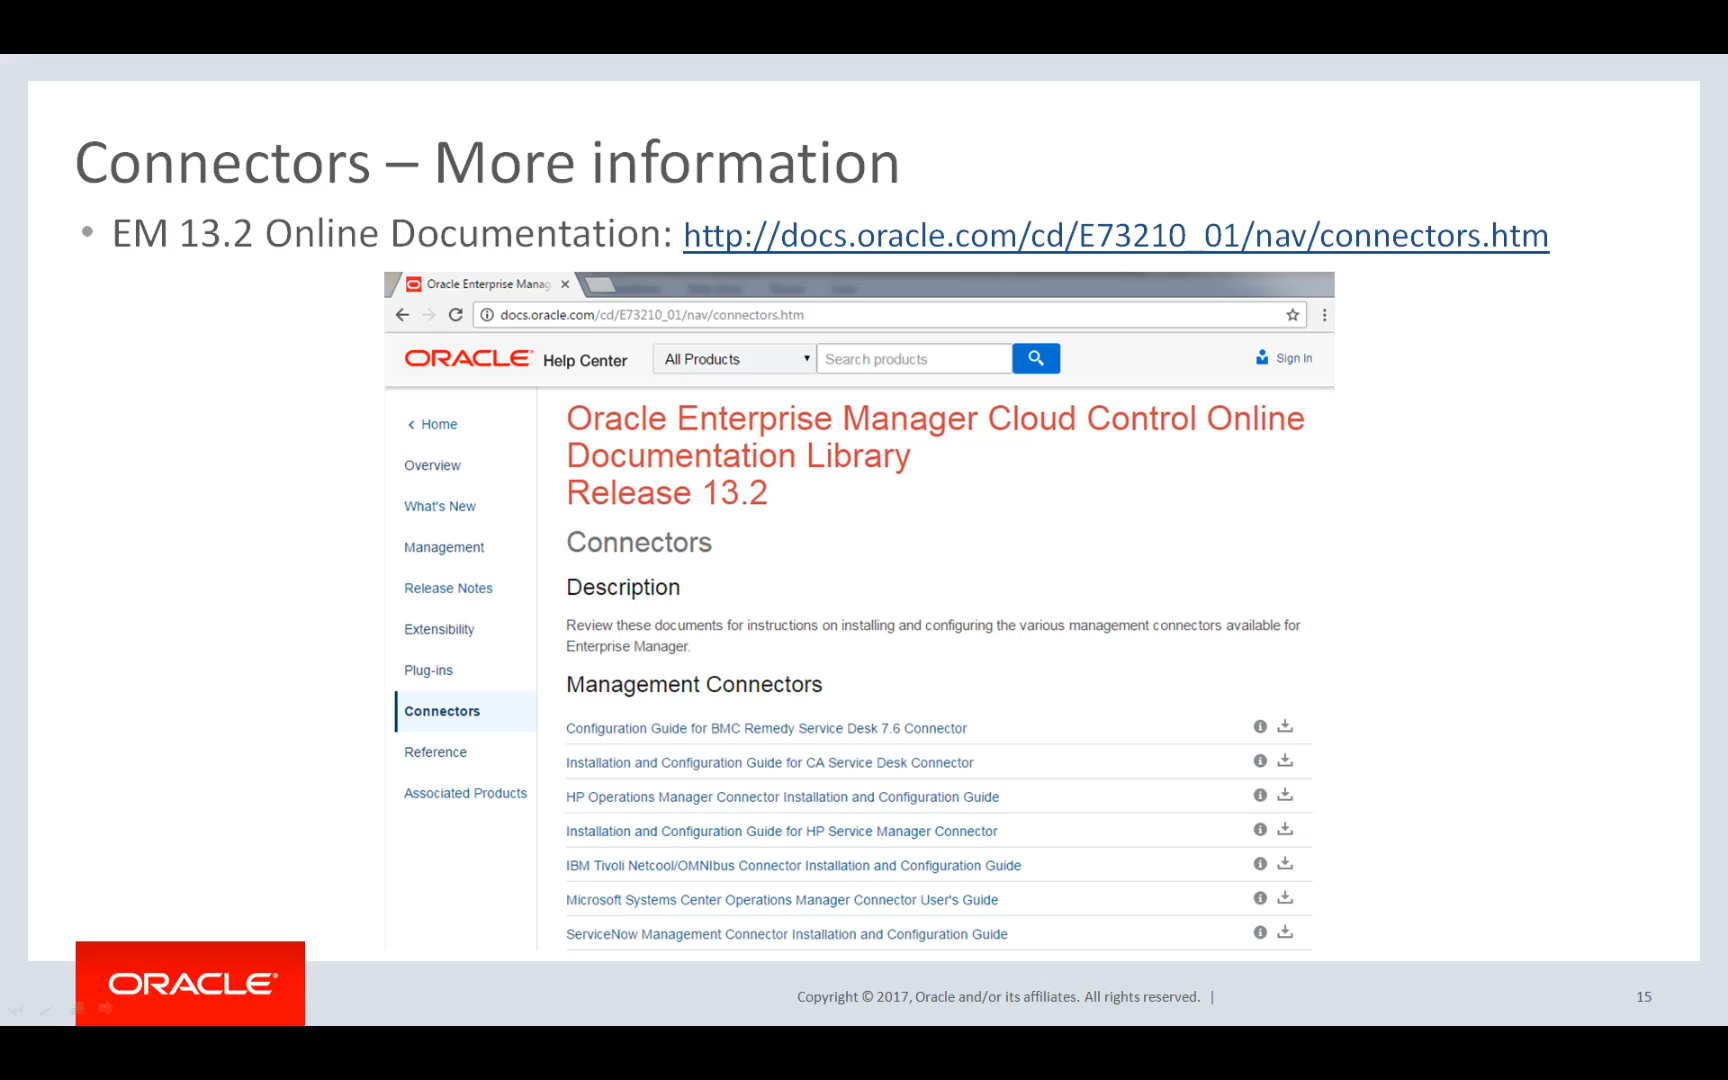 Connectors – More information
• EM 13.2 Online Documentation: http://docs.oracle.com/cd/E73210_01/nav/connectors.htm
Oracle Enterprise Manag
docs.oracle.com/cd/E73210_01/nav/connectors.htm
ORACLE Help Center All Products Search products Sign In
Home
Overview
What's New
Management
Release Notes
Extensibility
Plug-ins
Connectors
Reference
Associated Products
Oracle Enterprise Manager Cloud Control Online
Documentation Library
Release 13.2
Connectors
Description
Review these documents for instructions on installing and configuring the various management connectors available for
Enterprise Manager.
Management Connectors
Configuration Guide for BMC Remedy Service Desk 7.6 Connector
Installation and Configuration Guide for CA Service Desk Connector
HP Operations Manager Connector Installation and Configuration Guide
Installation and Configuration Guide for HP Service Manager Connector
IBM Tivoli Netcool/OMNIbus Connector Installation and Configuration Guide
Microsoft Systems Center Operations Manager Connector User's Guide
ServiceNow Management Connector Installation and Configuration Guide
ORACLE®
Copyright © 2017, Oracle and/or its affiliates. All rights reserved. |
15